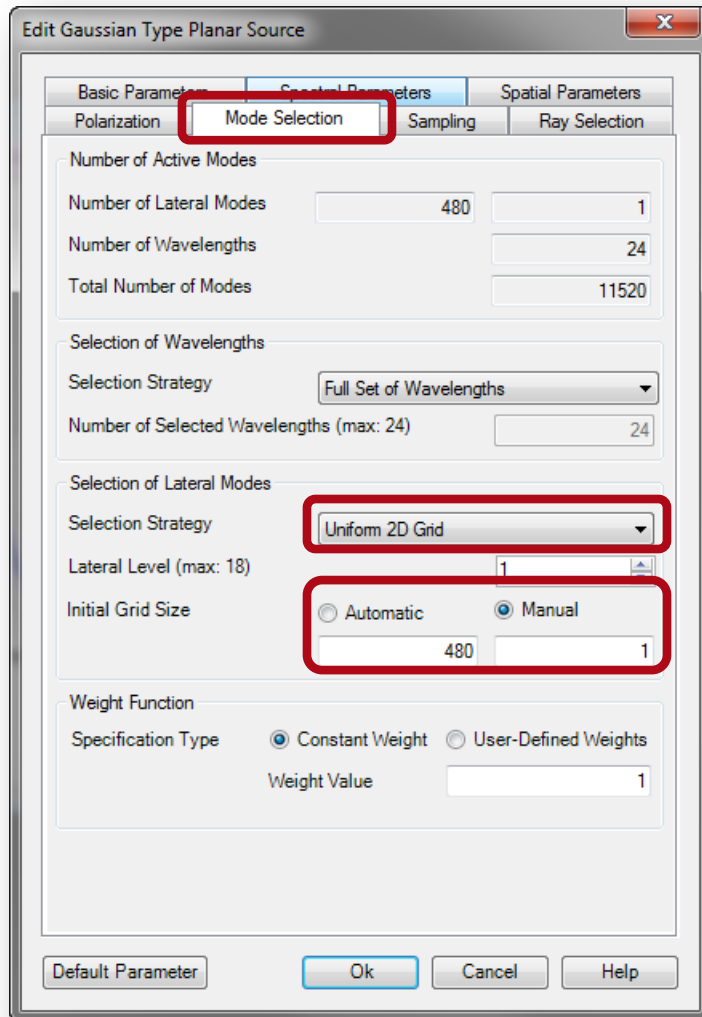 Edit Gaussian Type Planar Source
Basic Parameters Spectral Parameters Spatial Parameters
Polarization Mode Selection Sampling Ray Selection
Number of Active Modes
Number of Lateral Modes 480 1
Number of Wavelengths 24
Total Number of Modes 11520
Selection of Wavelengths
Selection Strategy Full Set of Wavelengths
Number of Selected Wavelengths (max: 24) 24
Selection of Lateral Modes
Selection Strategy Uniform 2D Grid
Lateral Level (max: 18) 1
Initial Grid Size Automatic Manual
480 1
Weight Function
Specification Type Constant Weight User-Defined Weights
Weight Value 1
Default Parameter Ok Cancel Help